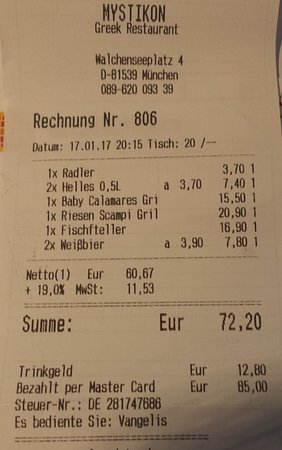 MYSTIKON
Greek Restaurant
Walchenseeplatz 4
D-81539 München
089-620 093 39
Rechnung Nr. 806
Datum: 17.01.17 20:15 Tisch: 20 /--
1x Radler 3,70 1
2x Helles 0,5L a 3,70 7,40 1
1x Baby Calamares Gri 15,50 1
1x Riesen Scampi Gril 20,90 1
1x Fischfteller 16,90 1
2x Weißbier a 3,90 7,80 1
Netto(1) Eur 60,67
+ 19,0% MwSt: 11,53
Summe: Eur 72,20
Trinkgeld Eur 12,80
Bezahlt per Master Card Eur 85,00
Steuer-Nr.: DE 281747686
Es bediente Sie: Vangelis